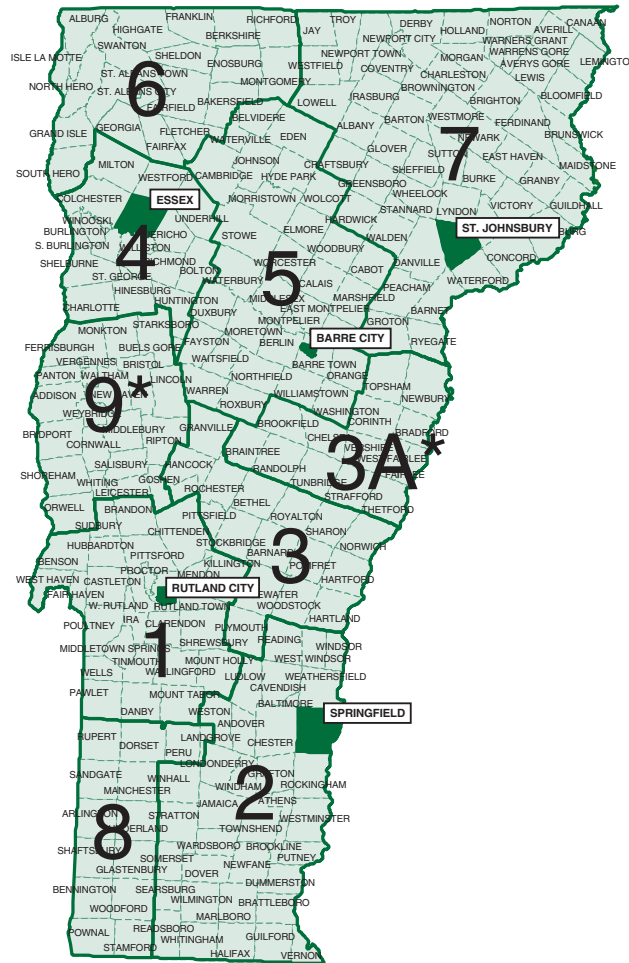 ALBURG
FRANKLIN
RICHFORD
HIGHGATE
BERKSHIRE
SWANTON
ISLE LA MOTTE
SHELDON
ENOSBURG
ST. ALBANS TOWN
NORTH HERO
ST. ALBANS CITY
6
MONTGOMERY
FAIRFIELD
BAKERSFIELD
GEORGIA
FLETCHER
GRAND ISLE
FAIRFAX
JAY
TROY
DERBY
NORTON
CANAAN
NEWPORT CITY
HOLLAND
AVERILL
WARNERS GRANT
NEWPORT TOWN
WARRENS GORE
MORGAN
AVERYS GORE
WESTFIELD
COVENTRY
CHARLESTON
LEWIS
BROWNINGTON
BLOOMFIELD
LOWELL
IRASBURG
BRIGHTON
BARTON
WESTMORE
FERDINAND
ALBANY
NEWARK
BRUNSWICK
7
GLOVER
SUTTON
EAST HAVEN
MAIDSTONE
CRAFTSBURY
SHEFFIELD
BURKE
GRANBY
GREENSBORO
WHEELOCK
VICTORY
GUILDHALL
STANNARD
LYNDON
HARDWICK
ST. JOHNSBURY
WALDEN
DANVILLE
CONCORD
WATERFORD
PEACHAM
BARNET
GROTON
RYEGATE
BELVIDERE
WATERVILLE
EDEN
JOHNSON
CAMBRIDGE
HYDE PARK
MORRISTOWN
WOLCOTT
ELMORE
STOWE
WOODBURY
WORCESTER
CABOT
5
CALAIS
WATERBURY
MIDDLESEX
MARSHFIELD
EAST MONTPELIER
DUXBURY
MONTPELIER
MORETOWN
BERLIN
BARRE CITY
FAYSTON
WAITSFIELD
BARRE TOWN
ORANGE
NORTHFIELD
WARREN
WILLIAMSTOWN
ROXBURY
WASHINGTON
MILTON
SOUTH HERO
WESTFORD
COLCHESTER
ESSEX
UNDERHILL
WINOOSKI
BURLINGTON
S. BURLINGTON
4
SHELBURNE
BOLTON
ST. GEORGE
HINESBURG
HUNTINGTON
CHARLOTTE
STARKSBORO
MONKTON
FERRISBURGH
BUELS GORE
VERGENNES
BRISTOL
PANTON
WALTHAM
LINCOLN
ADDISON
9*
WEYBRIDGE
BRIDPORT
MIDDLEBURY
RIPTON
CORNWALL
SALISBURY
HANCOCK
GRANVILLE
SHOREHAM
WHITING
GOSHEN
LEICESTER
ORWELL
TOPSHAM
NEWBURY
CORINTH
BROOKFIELD
BRADFORD
3A*
BRAINTREE
RANDOLPH
TUNBRIDGE
STRAFFORD
THETFORD
ROCHESTER
BETHEL
PITTSFIELD
ROYALTON
STOCKBRIDGE
SHARON
NORWICH
BARNARD
3
KILLINGTON
POMFRET
HARTFORD
WOODSTOCK
HARTLAND
PLYMOUTH
SUDBURY
BRANDON
HUBBARDTON
CHITTENDEN
BENSON
PITTSFORD
PROCTOR
MENDON
WEST HAVEN
CASTLETON
RUTLAND CITY
FAIR HAVEN
W. RUTLAND
RUTLAND TOWN
IRA
CLARENDON
POULTNEY
1
SHREWSBURY
MIDDLETOWN SPRINGS
TINMOUTH
WALLINGFORD
MOUNT HOLLY
WELLS
PAWLET
MOUNT TABOR
DANBY
READING
WINDSOR
WEST WINDSOR
LUDLOW
WEATHERSFIELD
CAVENDISH
BALTIMORE
WESTON
SPRINGFIELD
ANDOVER
LANDGROVE
CHESTER
LONDONDERRY
GRAFTON
2
WINDHAM
ROCKINGHAM
JAMAICA
ATHENS
STRATTON
WESTMINSTER
TOWNSHEND
WARDSBORO
BROOKLINE
PUTNEY
SOMERSET
NEWFANE
DOVER
DUMMERSTON
WILMINGTON
BRATTLEBORO
MARLBORO
GUILFORD
WHITINGHAM
HALIFAX
VERNON
RUPERT
DORSET
PERU
SANDGATE
WINHALL
MANCHESTER
ARLINGTON
8
SHAFTSBURY
GLASTENBURY
BENNINGTON
SEARSBURG
WOODFORD
POWNAL
READSBORO
STAMFORD